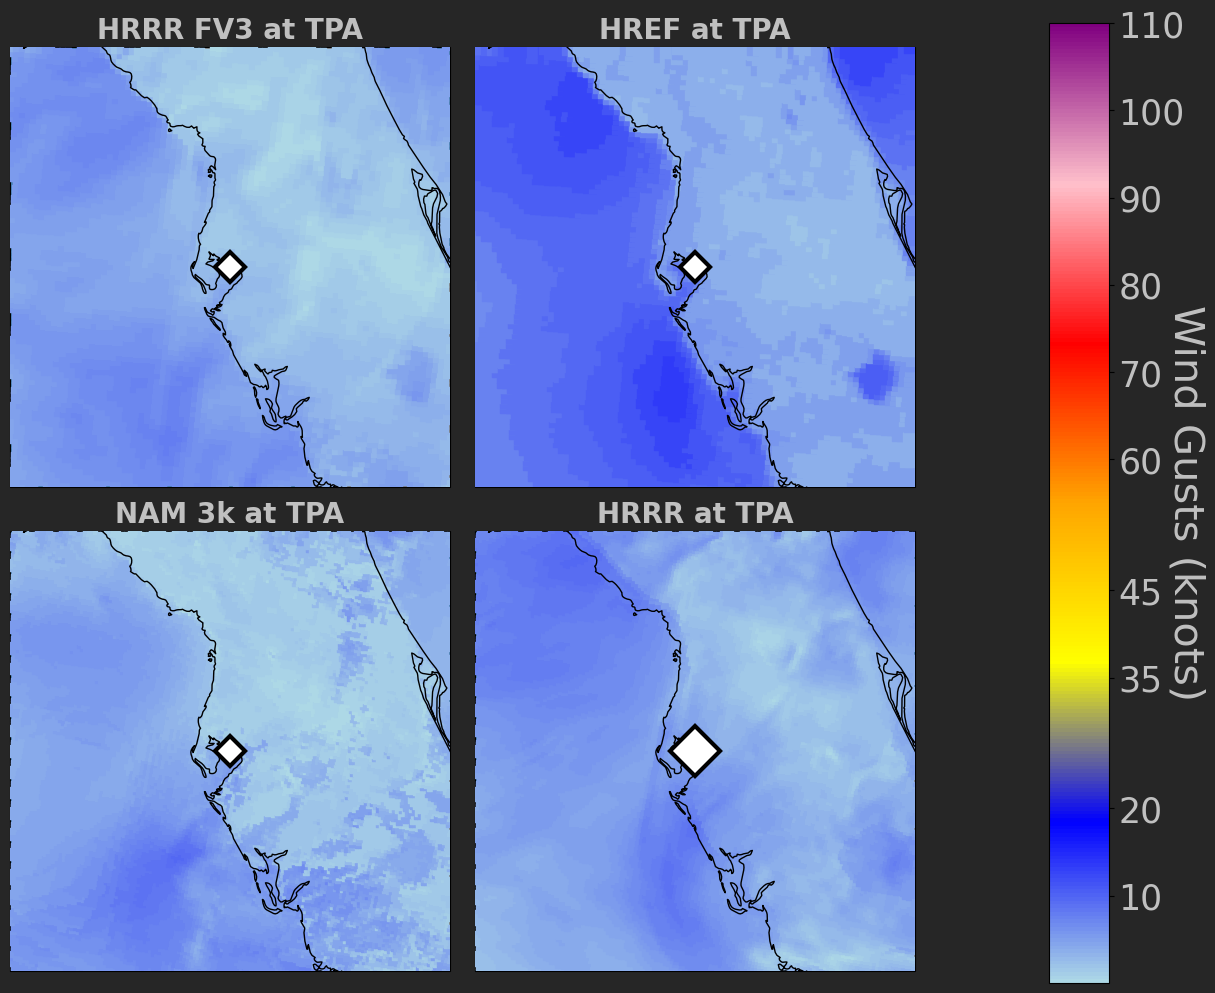 HRRR FV3 at TPA
HREF at TPA
NAM 3k at TPA
HRRR at TPA
110
100
90
80
70
60
45
35
20
10
Wind Gusts (knots)